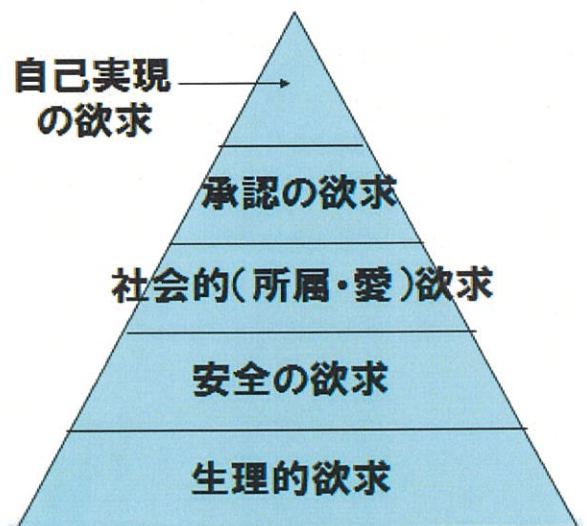 自己実現
の欲求
承認の欲求
社会的(所属・愛)欲求
安全の欲求
生理的欲求